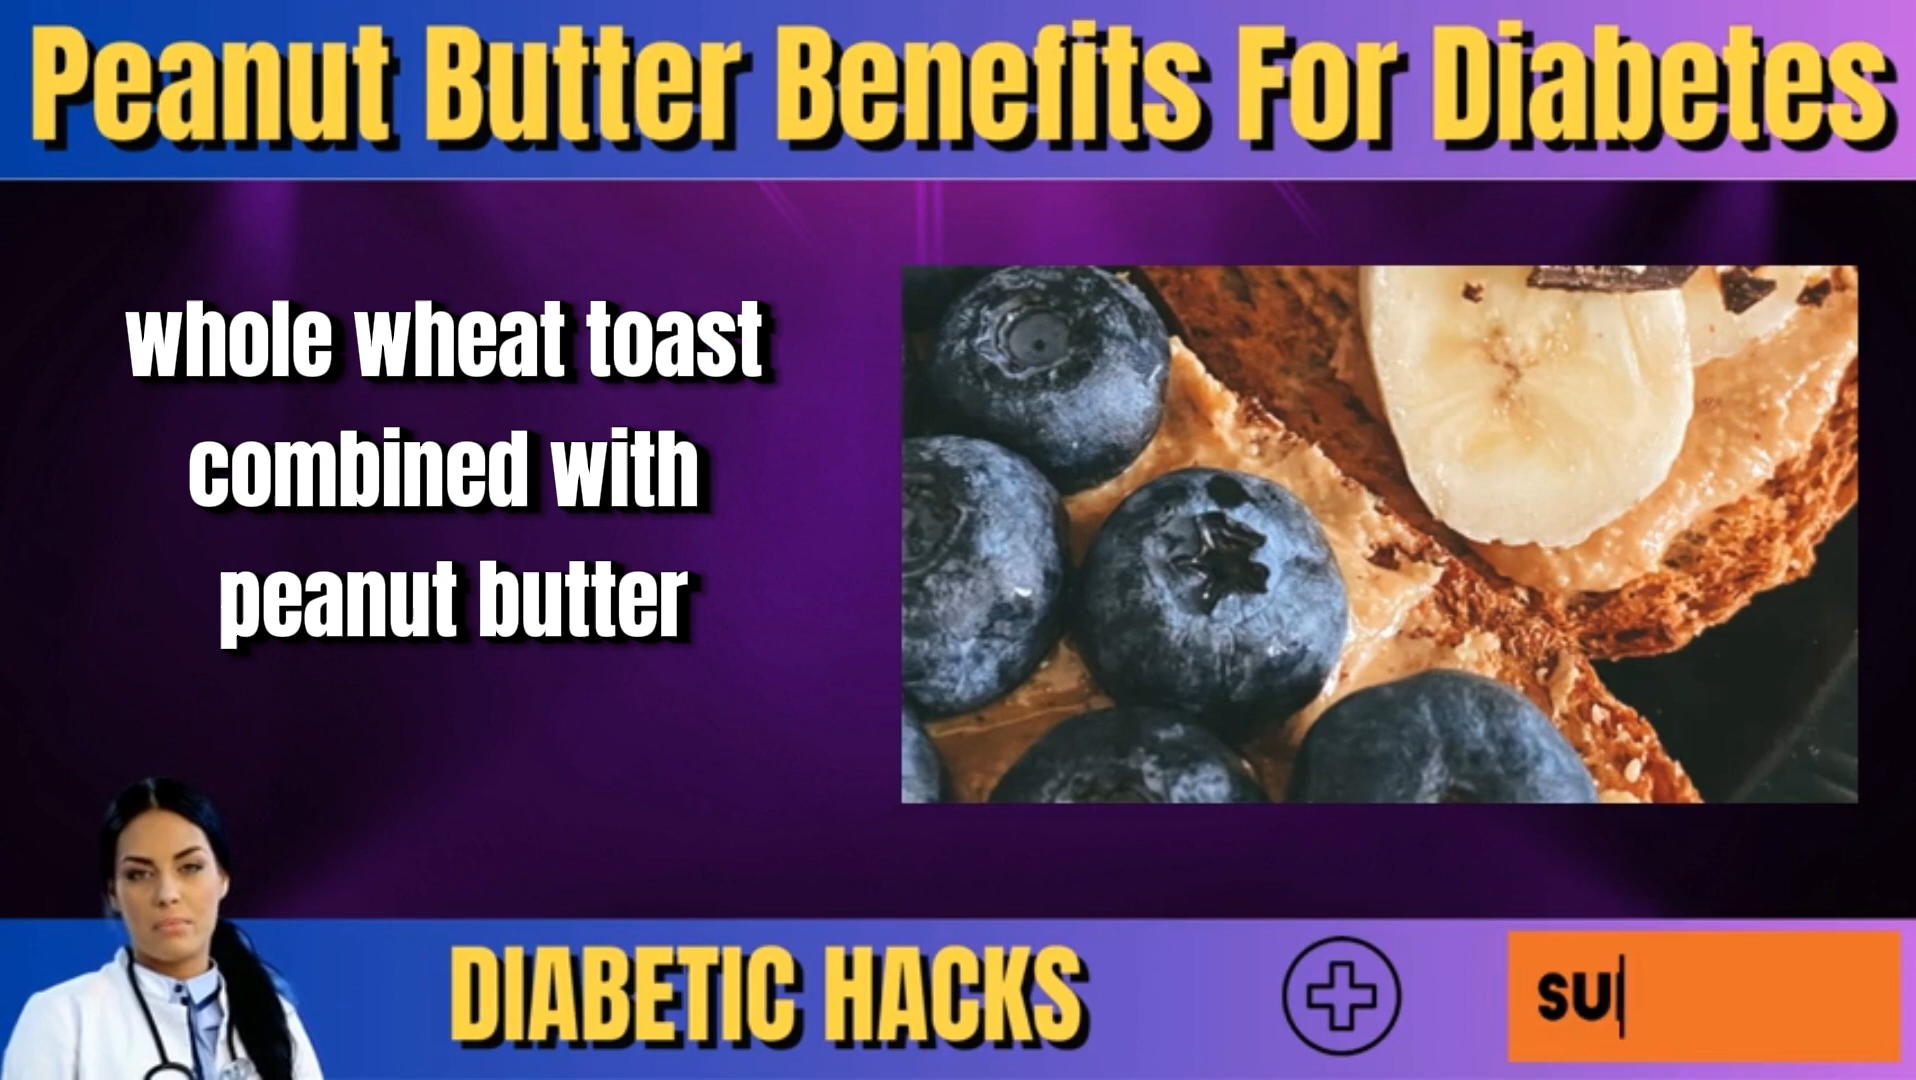 Peanut Butter Benefits For Diabetes
whole wheat toast
combined with
peanut butter
DIABETIC HACKS
SU